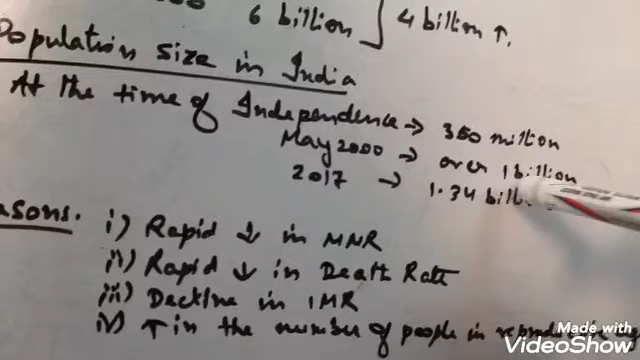 6 billion ] 4 billion ↑.
Population size in India
At the time of Independence → 350 million
May 2000 → over 1 billion
2017 → 1.34
asons. i) Rapid ↓ in MMR
ii) Rapid ↓ in Death Rate
iii) Decline in IMR
iv) ↑ in the number of people in
Made with
VideoShow